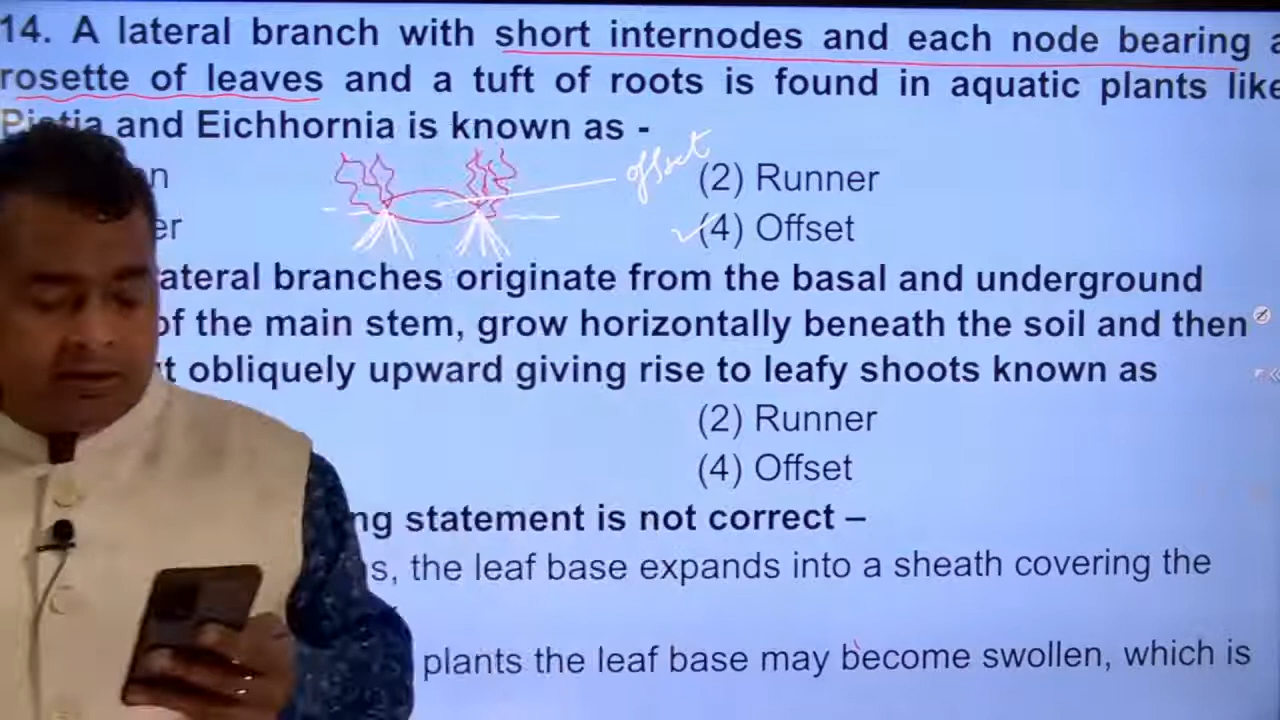 14. A lateral branch with short internodes and each node bearing a
rosette of leaves and a tuft of roots is found in aquatic plants like
Pistia and Eichhornia is known as -
offset
(2) Runner
(4) Offset
lateral branches originate from the basal and underground
of the main stem, grow horizontally beneath the soil and then
obliquely upward giving rise to leafy shoots known as
(2) Runner
(4) Offset
statement is not correct –
the leaf base expands into a sheath covering the
plants the leaf base may become swollen, which is